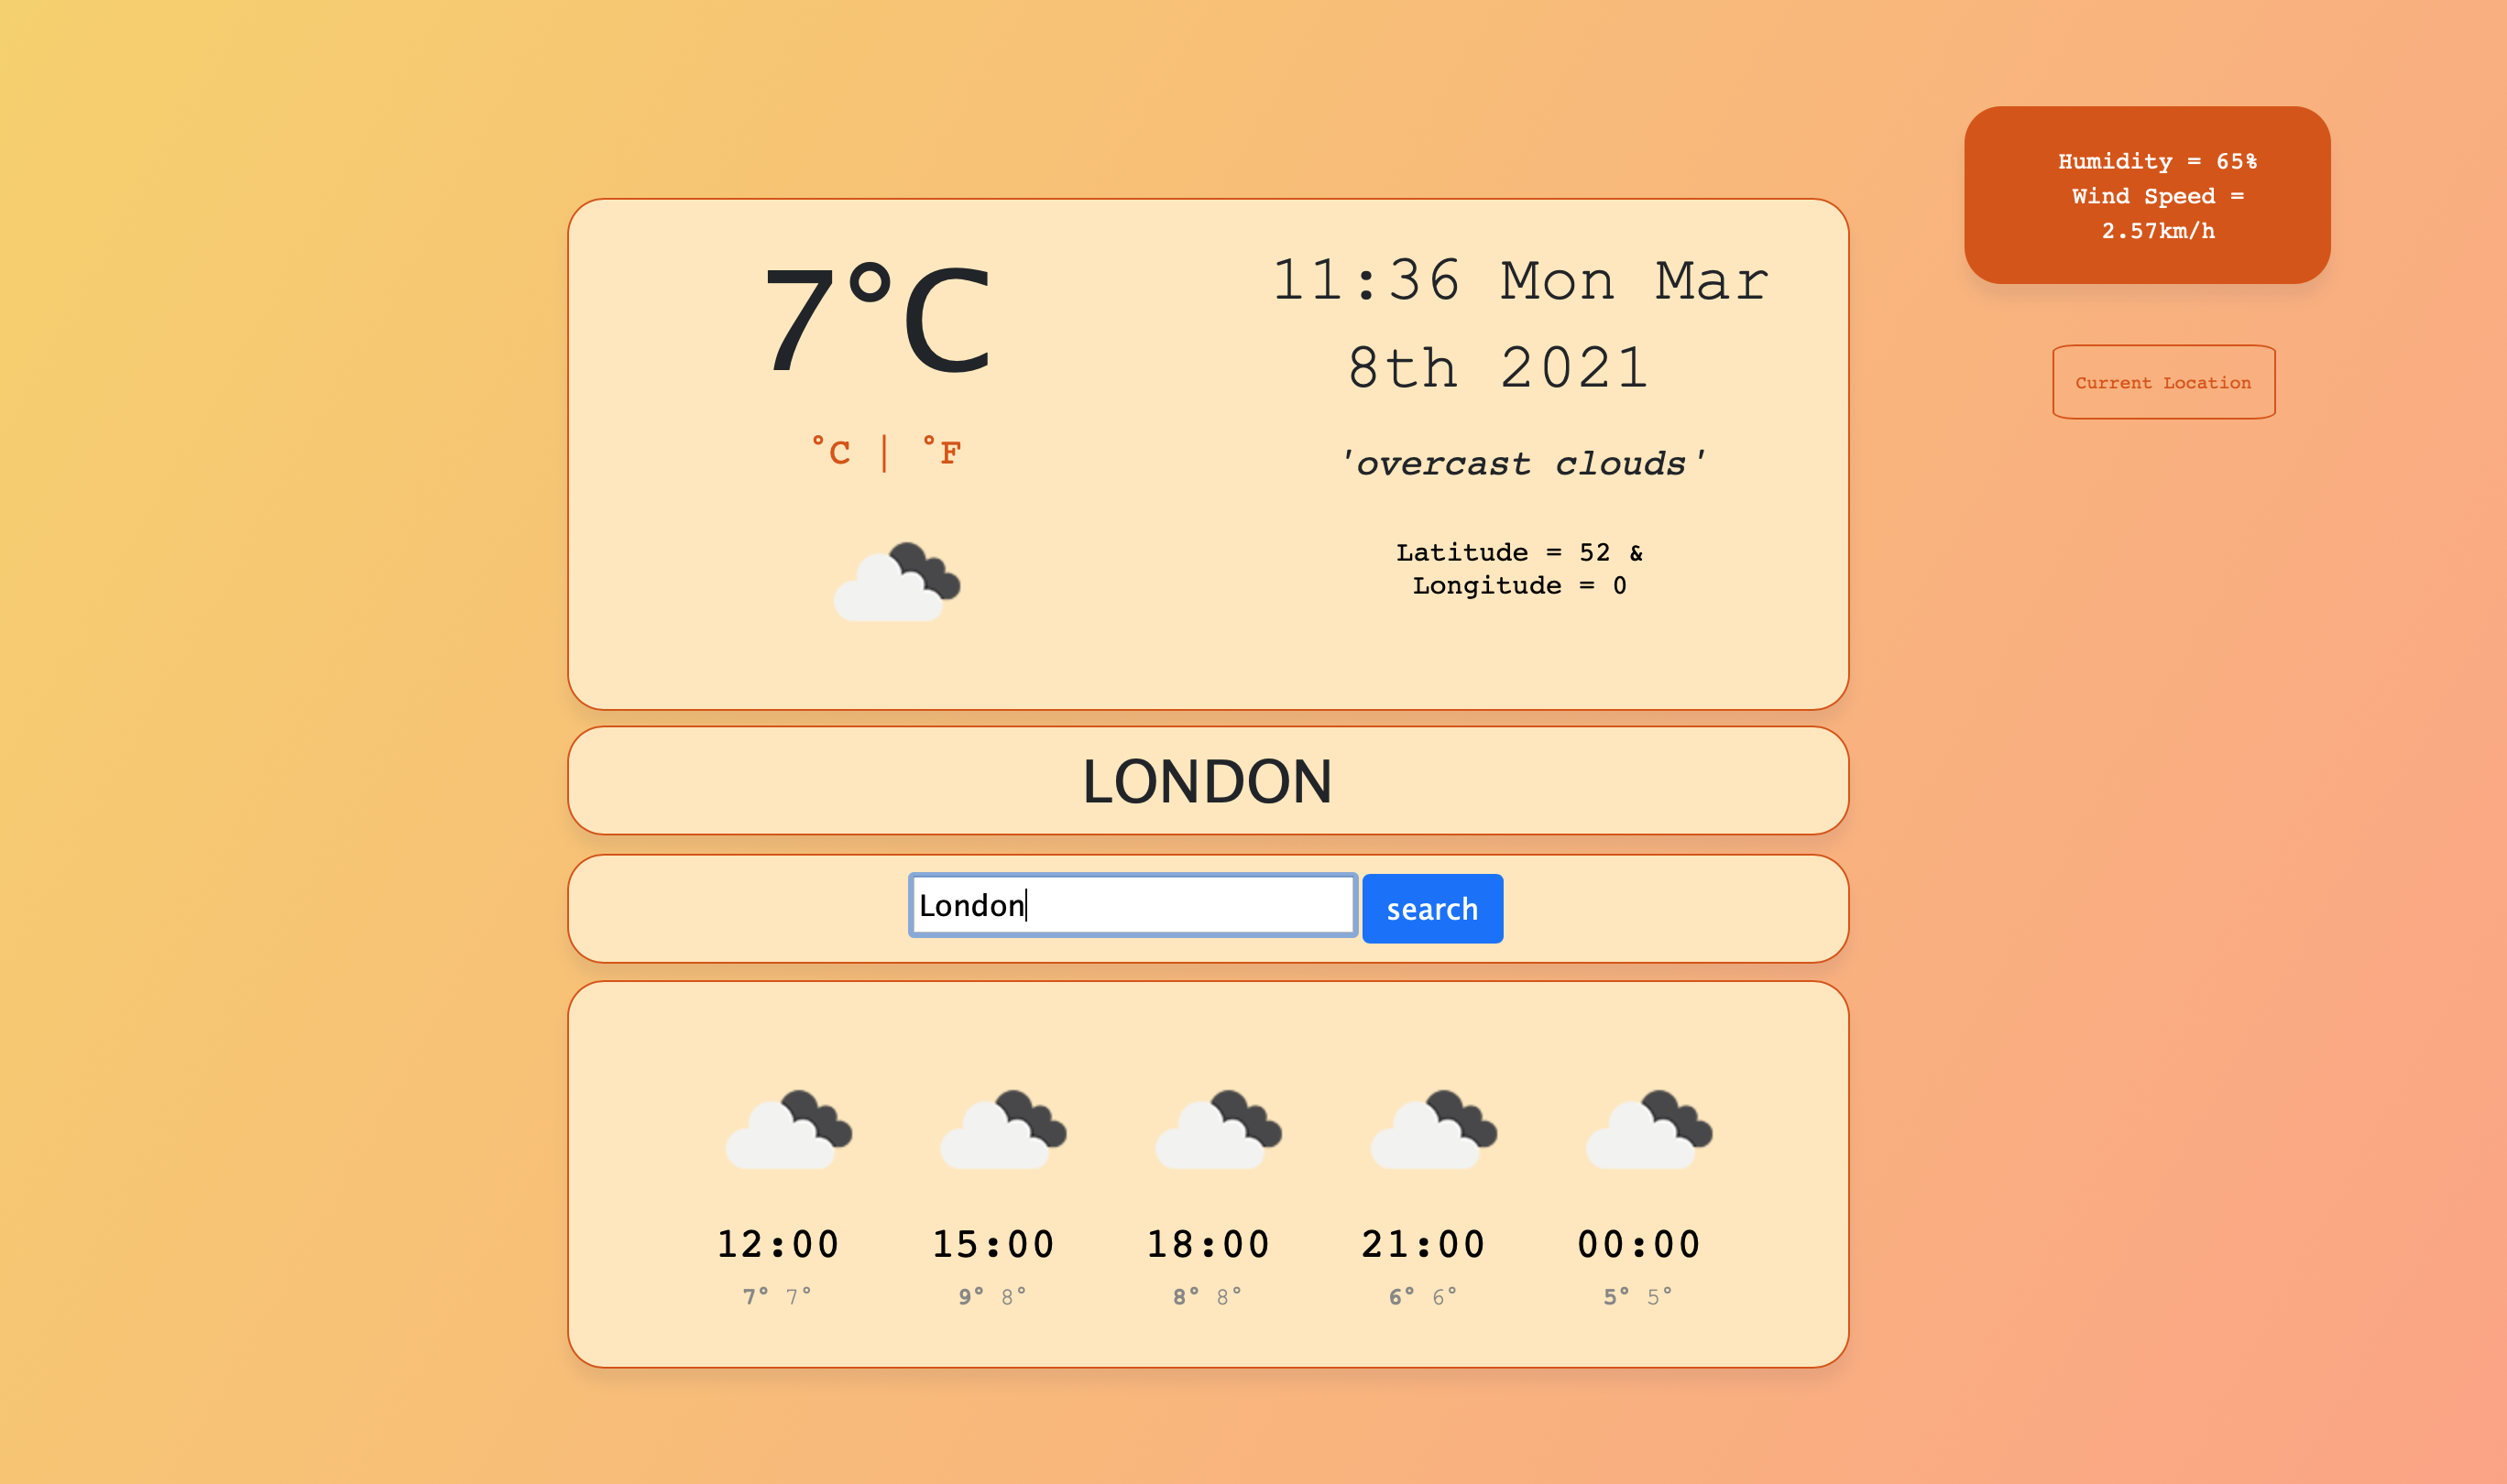 Humidity = 65%
Wind Speed =
2.57km/h
Current Location
7°C
°C | °F
11:36 Mon Mar
8th 2021
'overcast clouds'
Latitude = 52 &
Longitude = 0
LONDON
London
search
12:00 15:00 18:00 21:00 00:00
7° 7° 9° 8° 8° 8° 6° 6° 5° 5°